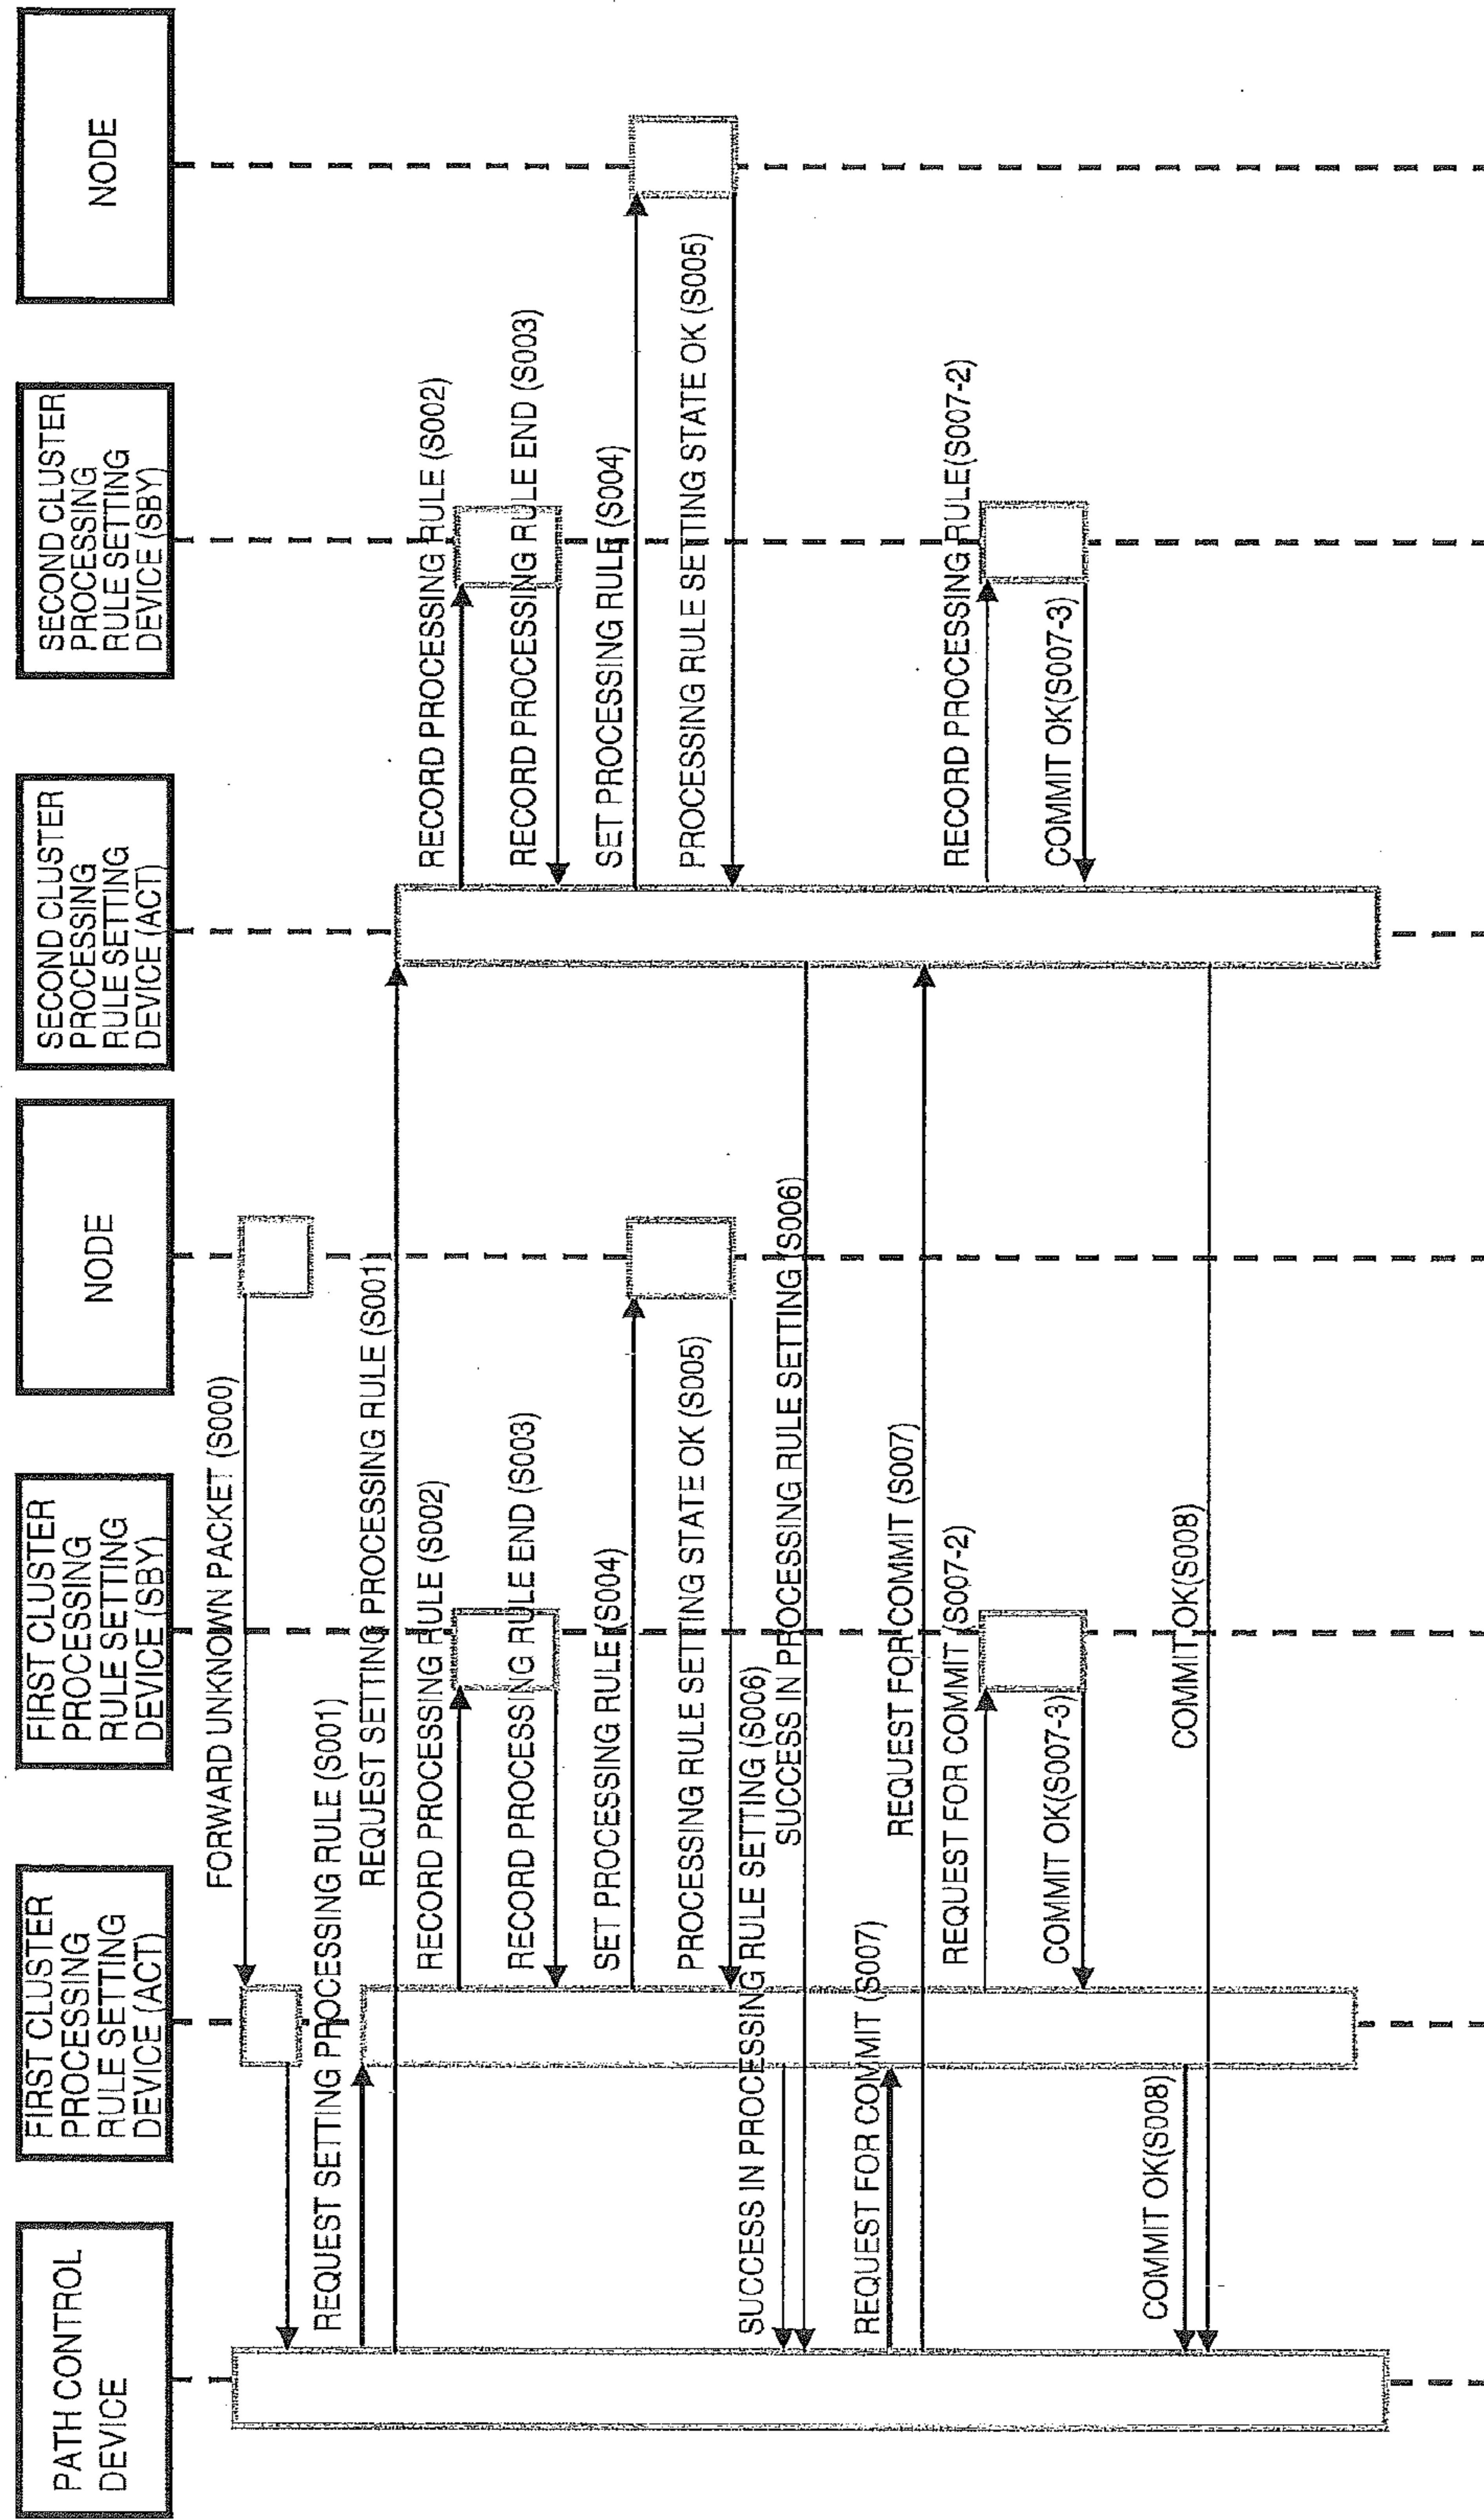 PATH CONTROL
DEVICE
FIRST CLUSTER
PROCESSING
RULE SETTING
DEVICE (ACT)
FIRST CLUSTER
PROCESSING
RULE SETTING
DEVICE (SBY)
NODE
SECOND CLUSTER
PROCESSING
RULE SETTING
DEVICE (ACT)
SECOND CLUSTER
PROCESSING
RULE SETTING
DEVICE (SBY)
NODE
FORWARD UNKNOWN PACKET (S000)
REQUEST SETTING PROCESSING RULE (S001)
REQUEST SETTING PROCESSING RULE (S001)
RECORD PROCESSING RULE (S002)
RECORD PROCESSING RULE (S002)
RECORD PROCESSING RULE END (S003)
RECORD PROCESSING RULE END (S003)
SET PROCESSING RULE (S004)
SET PROCESSING RULE (S004)
PROCESSING RULE SETTING STATE OK (S005)
PROCESSING RULE SETTING STATE OK (S005)
SUCCESS IN PROCESSING RULE SETTING (S006)
SUCCESS IN PROCESSING RULE SETTING (S006)
REQUEST FOR COMMIT (S007)
REQUEST FOR COMMIT (S007)
REQUEST FOR COMMIT (S007-2)
RECORD PROCESSING RULE(S007-2)
COMMIT OK(S007-3)
COMMIT OK(S007-3)
COMMIT OK(S008)
COMMIT OK(S008)